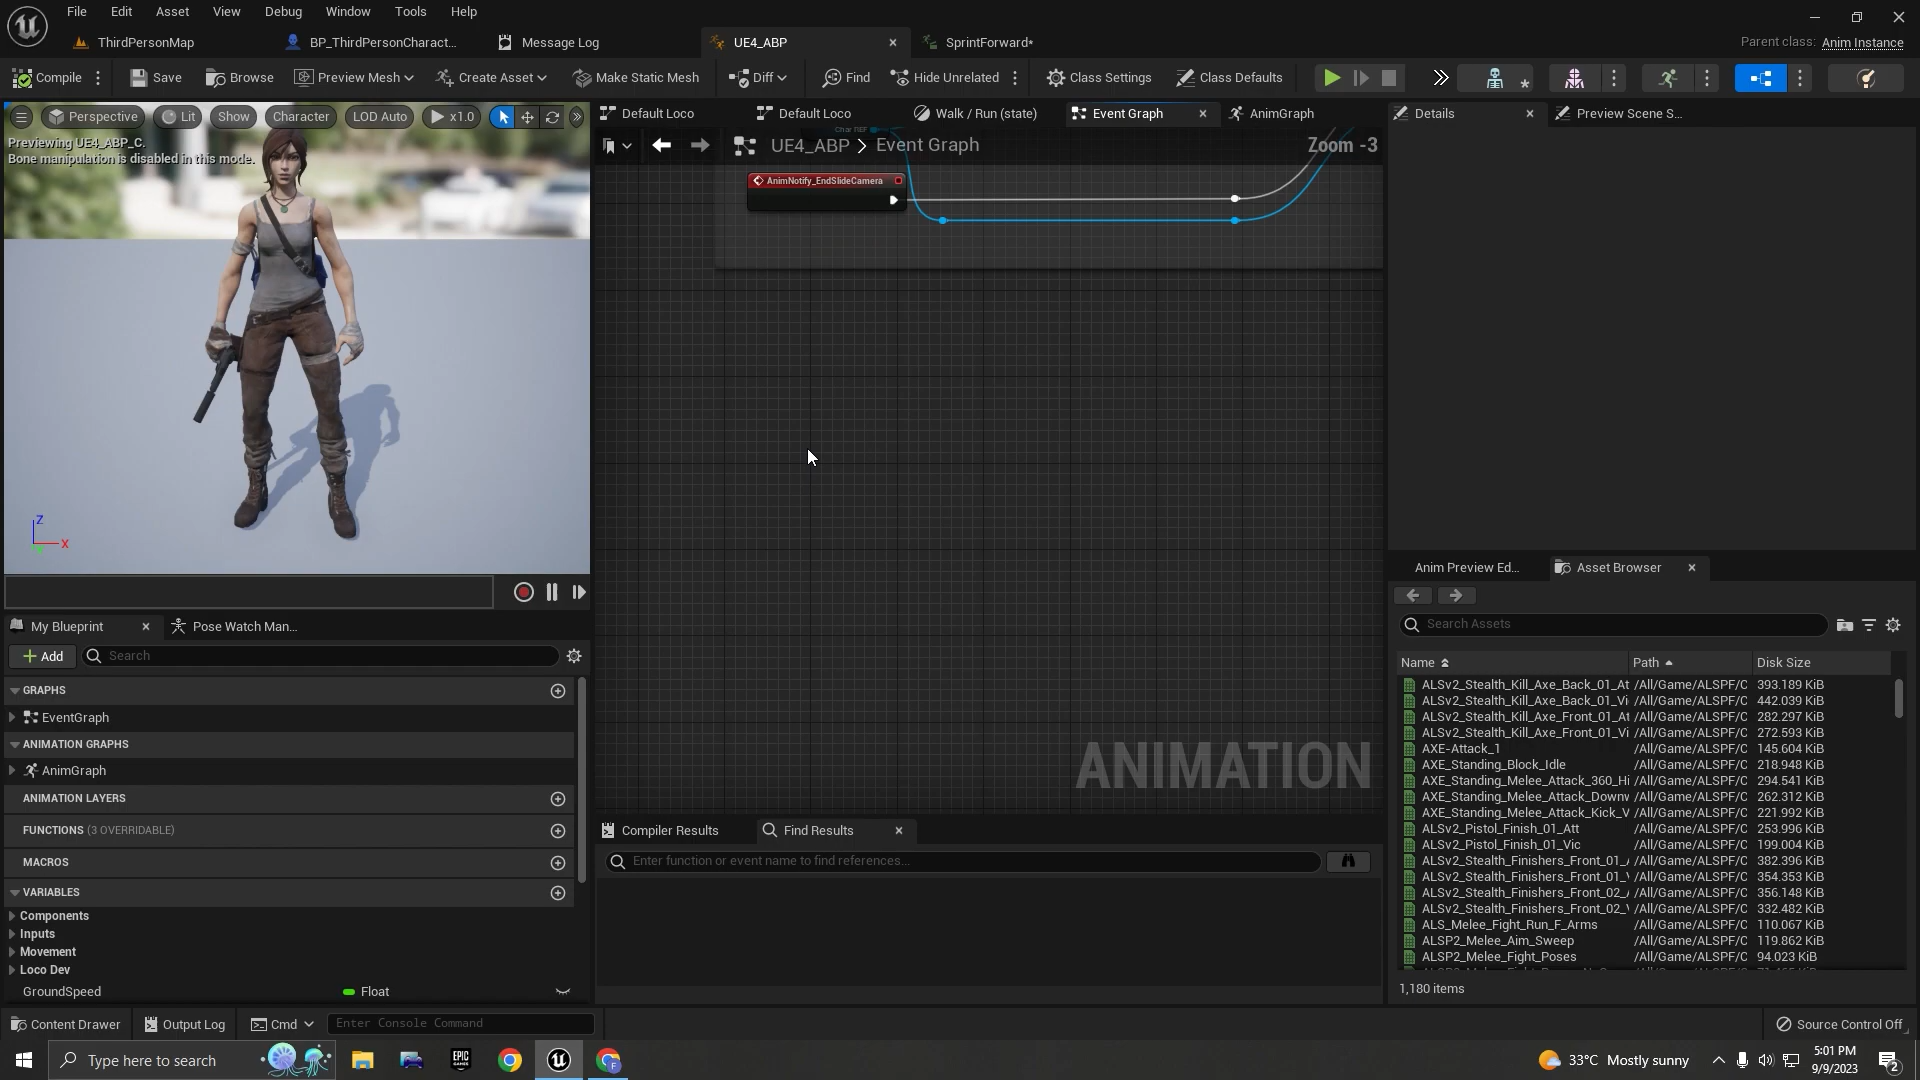 File Edit Asset View Debug Window Tools Help
ThirdPersonMap BP_ThirdPersonCharact... Message Log UE4_ABP SprintForward* Parent class: Anim Instance
Compile Save Browse Preview Mesh Create Asset Make Static Mesh Diff Find Hide Unrelated Class Settings Class Defaults
Perspective Lit Show Character LOD Auto x1.0
Previewing UE4_ABP_C.
Bone manipulation is disabled in this mode.
Z
X
Default Loco Default Loco Walk / Run (state) Event Graph AnimGraph
UE4_ABP > Event Graph Zoom -3
AnimNotify_EndSlideCamera
ANIMATION
Details Preview Scene S...
My Blueprint Pose Watch Man...
Add Search
GRAPHS
EventGraph
ANIMATION GRAPHS
AnimGraph
ANIMATION LAYERS
FUNCTIONS (3 OVERRIDABLE)
MACROS
VARIABLES
Components
Inputs
Movement
Loco Dev
GroundSpeed Float
Compiler Results Find Results
Enter function or event name to find references...
Anim Preview Ed... Asset Browser
Search Assets
Name Path Disk Size
ALSv2_Stealth_Kill_Axe_Back_01_At /All/Game/ALSPF/C 393.189 KiB
ALSv2_Stealth_Kill_Axe_Back_01_Vi /All/Game/ALSPF/C 442.039 KiB
ALSv2_Stealth_Kill_Axe_Front_01_At /All/Game/ALSPF/C 282.297 KiB
ALSv2_Stealth_Kill_Axe_Front_01_Vi /All/Game/ALSPF/C 272.593 KiB
AXE-Attack_1 /All/Game/ALSPF/C 145.604 KiB
AXE_Standing_Block_Idle /All/Game/ALSPF/C 218.948 KiB
AXE_Standing_Melee_Attack_360_Hi /All/Game/ALSPF/C 294.541 KiB
AXE_Standing_Melee_Attack_Downw /All/Game/ALSPF/C 262.312 KiB
AXE_Standing_Melee_Attack_Kick_V /All/Game/ALSPF/C 221.992 KiB
ALSv2_Pistol_Finish_01_Att /All/Game/ALSPF/C 253.996 KiB
ALSv2_Pistol_Finish_01_Vic /All/Game/ALSPF/C 199.004 KiB
ALSv2_Stealth_Finishers_Front_01_A /All/Game/ALSPF/C 382.396 KiB
ALSv2_Stealth_Finishers_Front_01_V /All/Game/ALSPF/C 354.353 KiB
ALSv2_Stealth_Finishers_Front_02_A /All/Game/ALSPF/C 356.148 KiB
ALSv2_Stealth_Finishers_Front_02_V /All/Game/ALSPF/C 332.482 KiB
ALS_Melee_Fight_Run_F_Arms /All/Game/ALSPF/C 110.067 KiB
ALSP2_Melee_Aim_Sweep /All/Game/ALSPF/C 119.862 KiB
ALSP2_Melee_Fight_Poses /All/Game/ALSPF/C 94.023 KiB
1,180 items
Content Drawer Output Log Cmd Enter Console Command Source Control Off
Type here to search EPIC GAMES 33°C Mostly sunny 5:01 PM
9/9/2023 2